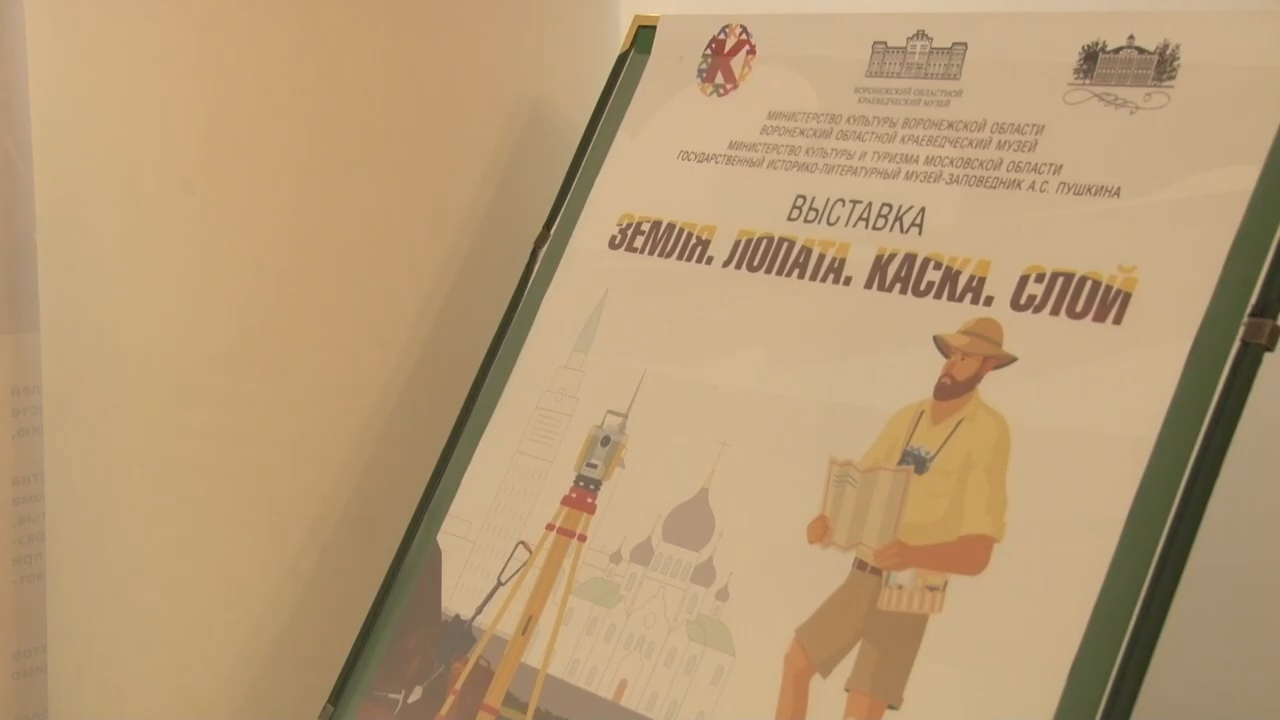 К
ВОРОНЕЖСКИЙ ОБЛАСТНОЙ
КРАЕВЕДЧЕСКИЙ МУЗЕЙ
МИНИСТЕРСТВО КУЛЬТУРЫ ВОРОНЕЖСКОЙ ОБЛАСТИ
ВОРОНЕЖСКИЙ ОБЛАСТНОЙ КРАЕВЕДЧЕСКИЙ МУЗЕЙ
МИНИСТЕРСТВО КУЛЬТУРЫ И ТУРИЗМА МОСКОВСКОЙ ОБЛАСТИ
ГОСУДАРСТВЕННЫЙ ИСТОРИКО-ЛИТЕРАТУРНЫЙ МУЗЕЙ-ЗАПОВЕДНИК А.С. ПУШКИНА
ВЫСТАВКА
ЗЕМЛЯ. ЛОПАТА. КАСКА. СЛОЙ